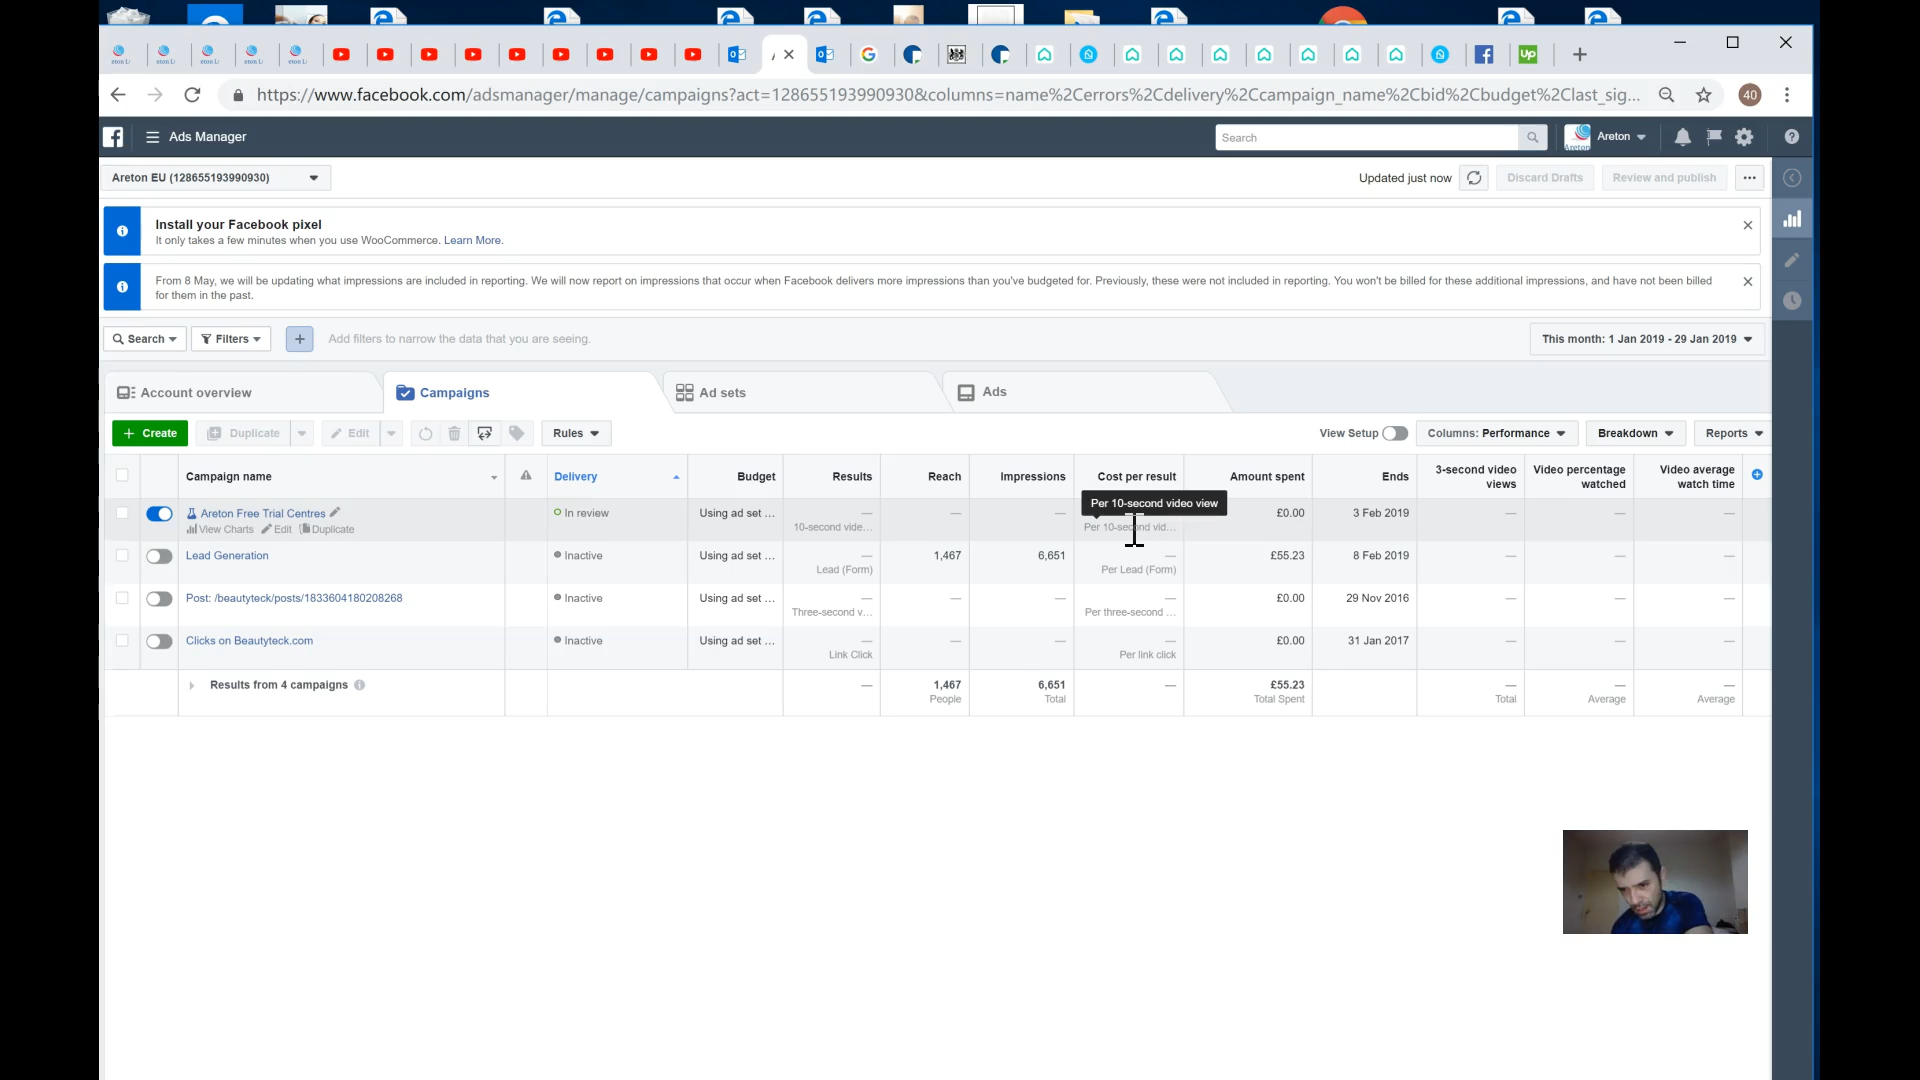 https://www.facebook.com/adsmanager/manage/campaigns?act=128655193990930&columns=name%2Cerrors%2Cdelivery%2Ccampaign_name%2Cbid%2Cbudget%2Clast_sig...
40
Ads Manager
Search
Areton
Areton EU (128655193990930)
Updated just now
Discard Drafts
Review and publish
Install your Facebook pixel
It only takes a few minutes when you use WooCommerce. Learn More.
From 8 May, we will be updating what impressions are included in reporting. We will now report on impressions that occur when Facebook delivers more impressions than you've budgeted for. Previously, these were not included in reporting. You won't be billed for these additional impressions, and have not been billed
for them in the past.
Search
Filters
Add filters to narrow the data that you are seeing.
This month: 1 Jan 2019 - 29 Jan 2019
Account overview
Campaigns
Ad sets
Ads
+ Create
Duplicate
Edit
Rules
View Setup
Columns: Performance
Breakdown
Reports
Campaign name
Delivery
Budget
Results
Reach
Impressions
Cost per result
Amount spent
Ends
3-second video views
Video percentage watched
Video average watch time
Per 10-second video view
Areton Free Trial Centres
In review
Using ad set ...
—
—
—
£0.00
3 Feb 2019
—
—
—
View Charts
Edit
Duplicate
10-second vide...
Per 10-second vid...
Lead Generation
Inactive
Using ad set ...
—
1,467
6,651
—
£55.23
8 Feb 2019
—
—
—
Lead (Form)
Per Lead (Form)
Post: /beautyteck/posts/1833604180208268
Inactive
Using ad set ...
—
—
—
—
£0.00
29 Nov 2016
—
—
—
Three-second v...
Per three-second ...
Clicks on Beautyteck.com
Inactive
Using ad set ...
—
—
—
—
£0.00
31 Jan 2017
—
—
—
Link Click
Per link click
Results from 4 campaigns
—
1,467
6,651
—
£55.23
—
—
—
People
Total
Total Spent
Total
Average
Average